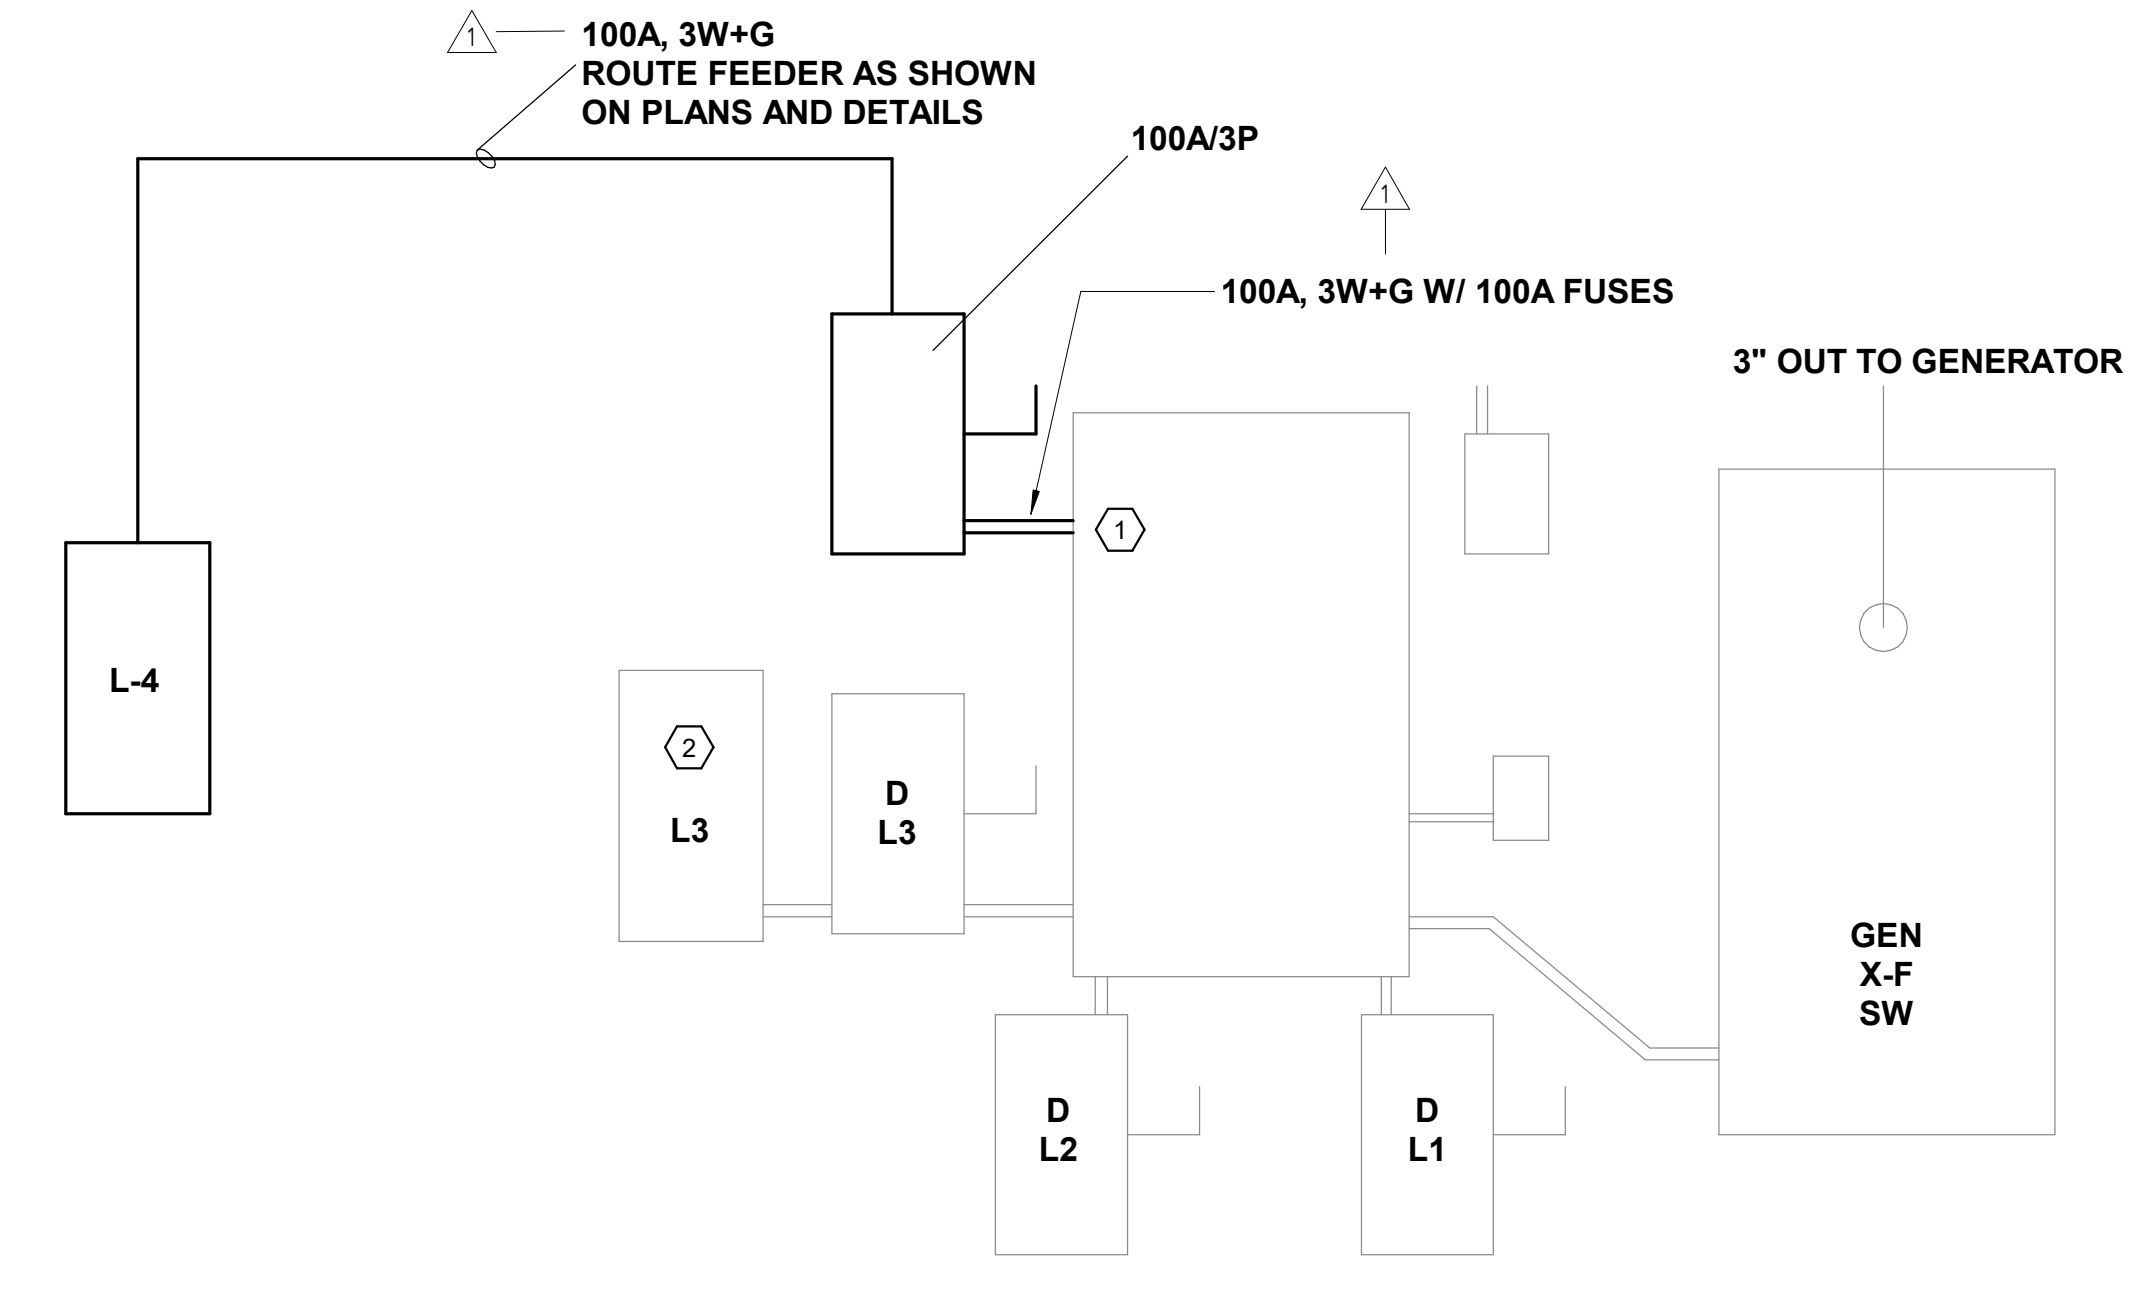 1
100A, 3W+G
ROUTE FEEDER AS SHOWN
ON PLANS AND DETAILS
100A/3P
1
100A, 3W+G W/ 100A FUSES
3" OUT TO GENERATOR
1
L-4
2
L3
D
L3
GEN
X-F
SW
D
L2
D
L1